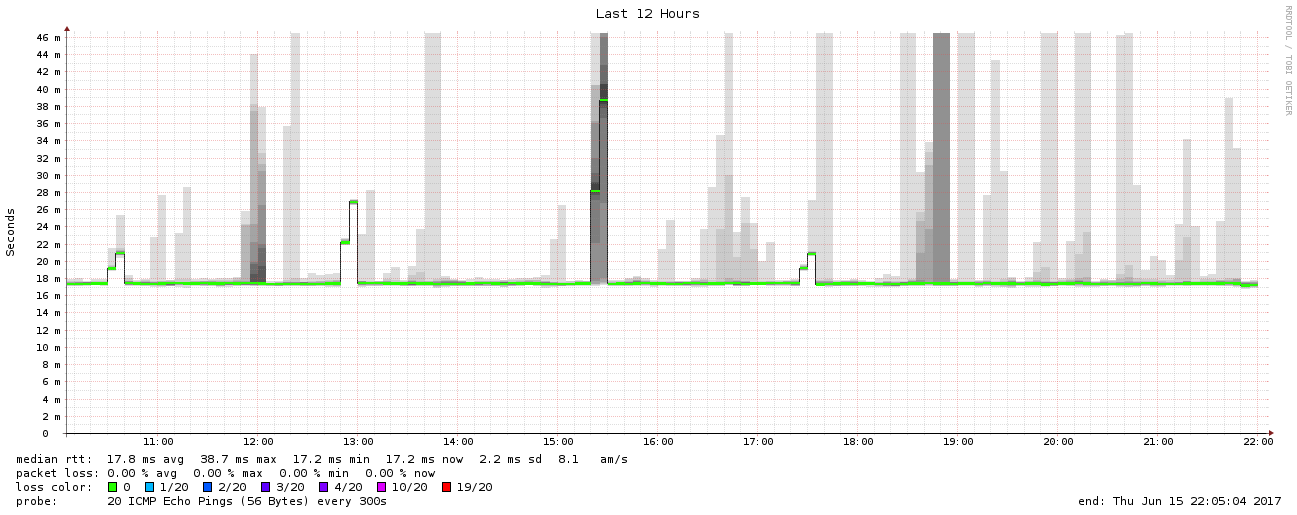 Last 12 Hours
RRDTOOL / TOBI OETIKER
Seconds
46 m
44 m
42 m
40 m
38 m
36 m
34 m
32 m
30 m
28 m
26 m
24 m
22 m
20 m
18 m
16 m
14 m
12 m
10 m
8 m
6 m
4 m
2 m
0
11:00 12:00 13:00 14:00 15:00 16:00 17:00 18:00 19:00 20:00 21:00 22:00
median rtt: 17.8 ms avg 38.7 ms max 17.2 ms min 17.2 ms now 2.2 ms sd 8.1 am/s
packet loss: 0.00 % avg 0.00 % max 0.00 % min 0.00 % now
loss color: 0 1/20 2/20 3/20 4/20 10/20 19/20
probe: 20 ICMP Echo Pings (56 Bytes) every 300s end: Thu Jun 15 22:05:04 2017